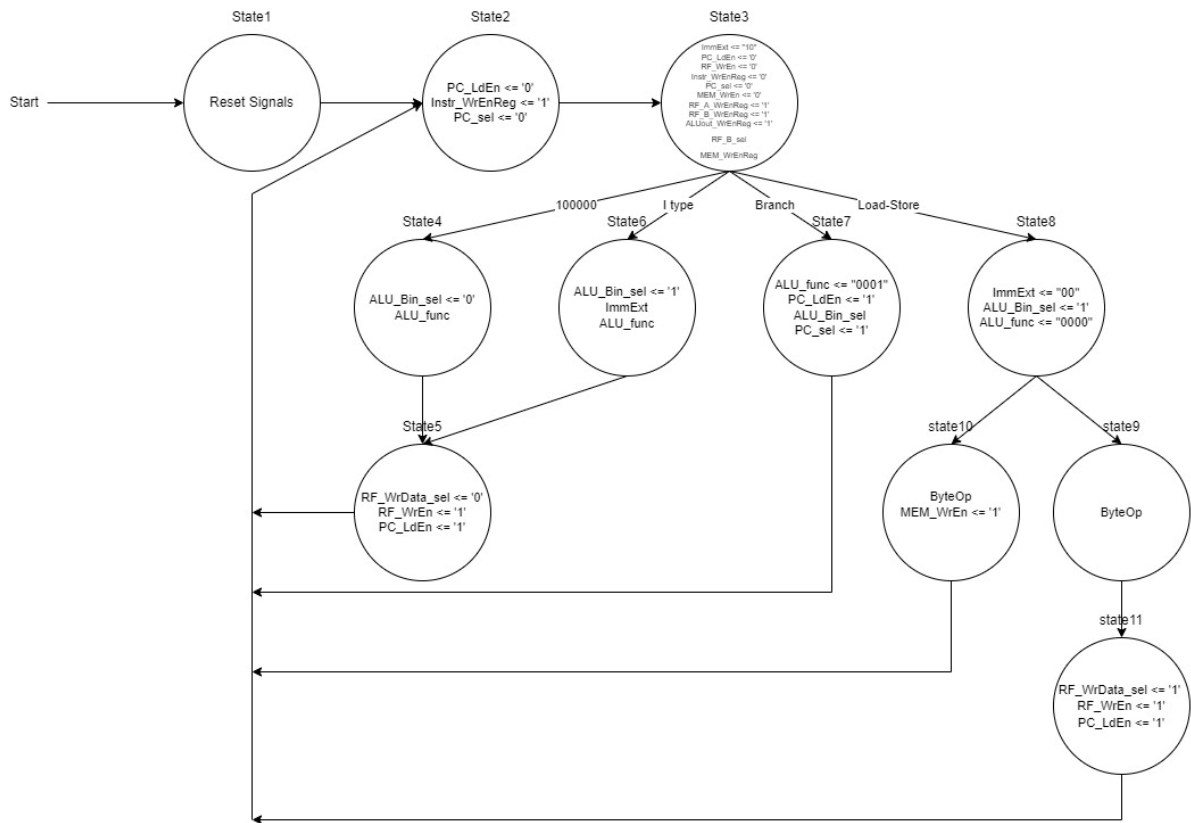 State1
State2
State3
Start
Reset Signals
PC_LdEn <= '0'
Instr_WrEnReg <= '1'
PC_sel <= '0'
ImmExt <= "10"
PC_LdEn <= '0'
RF_WrEn <= '0'
Instr_WrEnReg <= '0'
PC_sel <= '0'
MEM_WrEn <= '0'
RF_A_WrEnReg <= '1'
RF_B_WrEnReg <= '1'
ALUout_WrEnReg <= '1'
RF_B_sel
MEM_WrEnReg
100000
I type
Branch
Load-Store
State4
State6
State7
State8
ALU_Bin_sel <= '0'
ALU_func
ALU_Bin_sel <= '1'
ImmExt
ALU_func
ALU_func <= "0001"
PC_LdEn <= '1'
ALU_Bin_sel
PC_sel <= '1'
ImmExt <= "00"
ALU_Bin_sel <= '1'
ALU_func <= "0000"
State5
state10
state9
RF_WrData_sel <= '0'
RF_WrEn <= '1'
PC_LdEn <= '1'
ByteOp
MEM_WrEn <= '1'
ByteOp
state11
RF_WrData_sel <= '1'
RF_WrEn <= '1'
PC_LdEn <= '1'